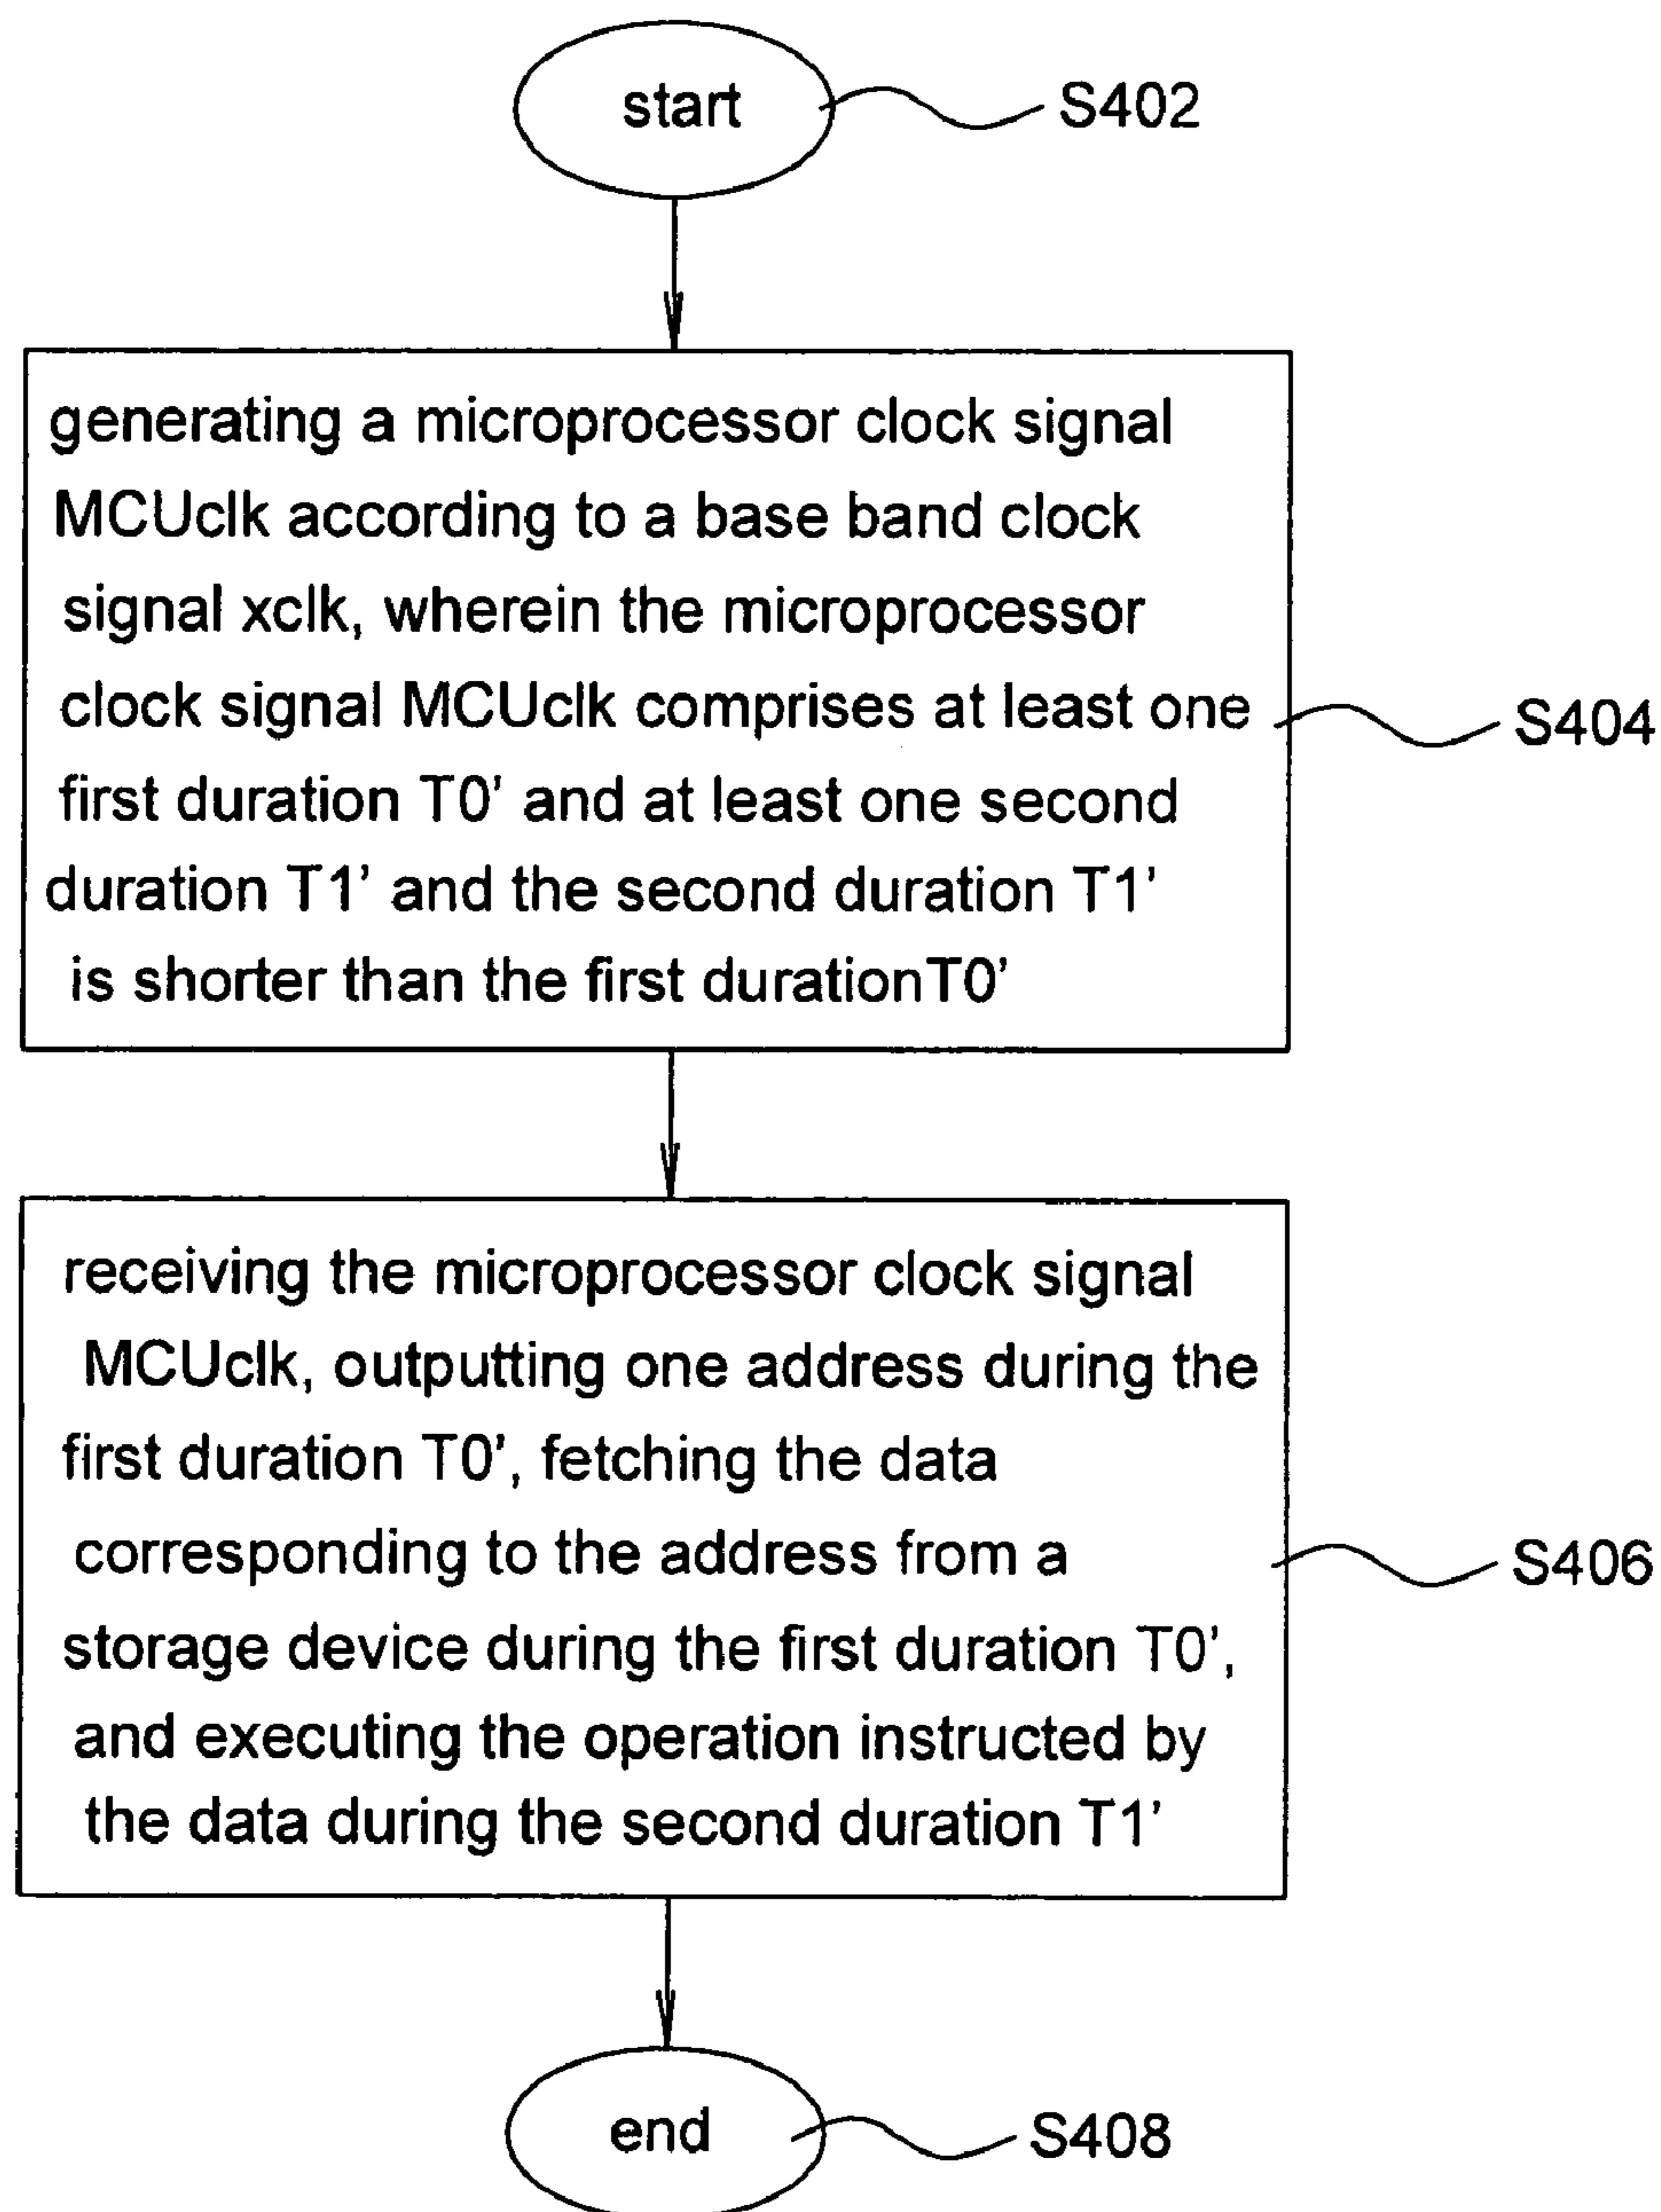 start
S402
generating a microprocessor clock signal
MCUclk according to a base band clock
signal xclk, wherein the microprocessor
clock signal MCUclk comprises at least one
first duration T0' and at least one second
duration T1' and the second duration T1'
is shorter than the first durationT0'
S404
receiving the microprocessor clock signal
MCUclk, outputting one address during the
first duration T0', fetching the data
corresponding to the address from a
storage device during the first duration T0',
and executing the operation instructed by
the data during the second duration T1'
S406
end
S408